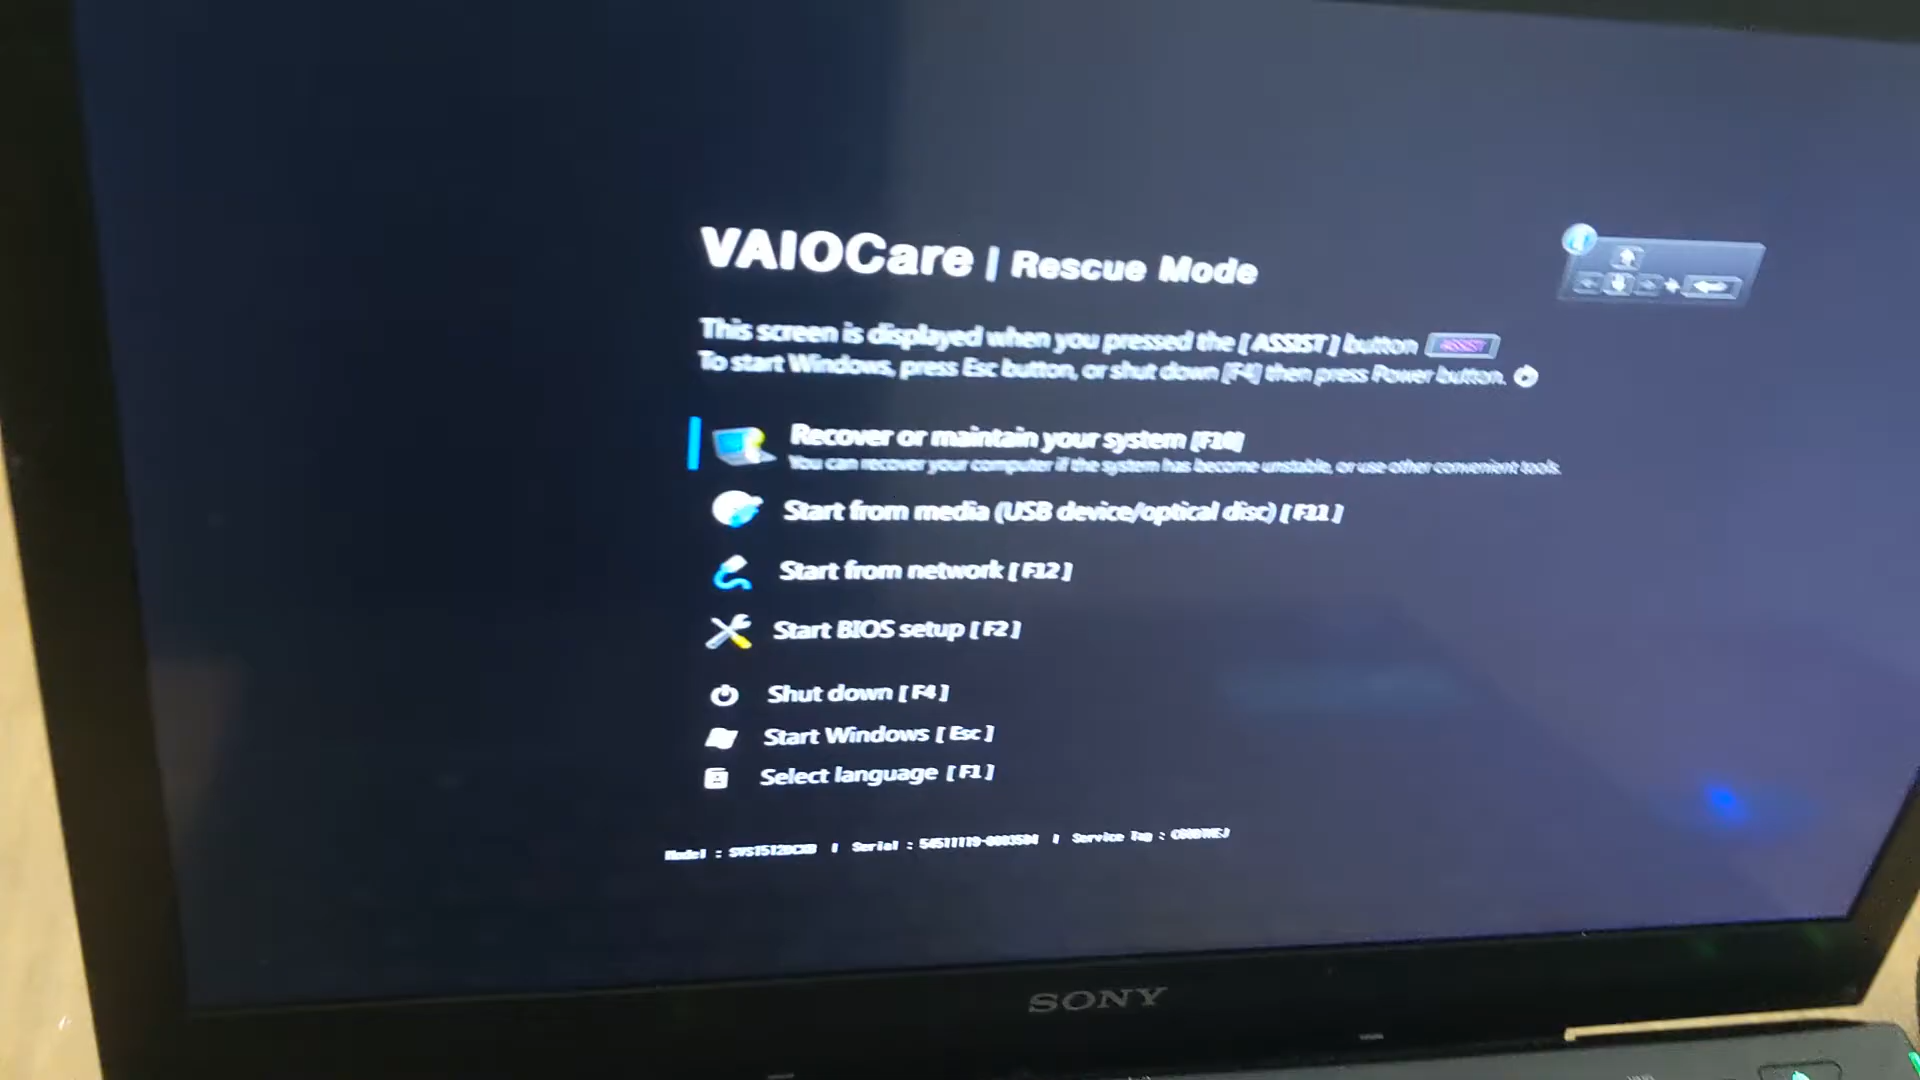 VAIOCare | Rescue Mode
This screen is displayed when you pressed the [ ASSIST ] button ASSIST
To start Windows, press Esc button, or shut down [F4] then press Power button.
Recover or maintain your system [F10]
You can recover your computer if the system has become unstable, or use other convenient tools.
Start from media (USB device/optical disc) [ F11 ]
Start from network [ F12 ]
Start BIOS setup [ F2 ]
Shut down [ F4 ]
Start Windows [ Esc ]
Select language [ F1 ]
Model : | Serial : | Service Tag :
SONY